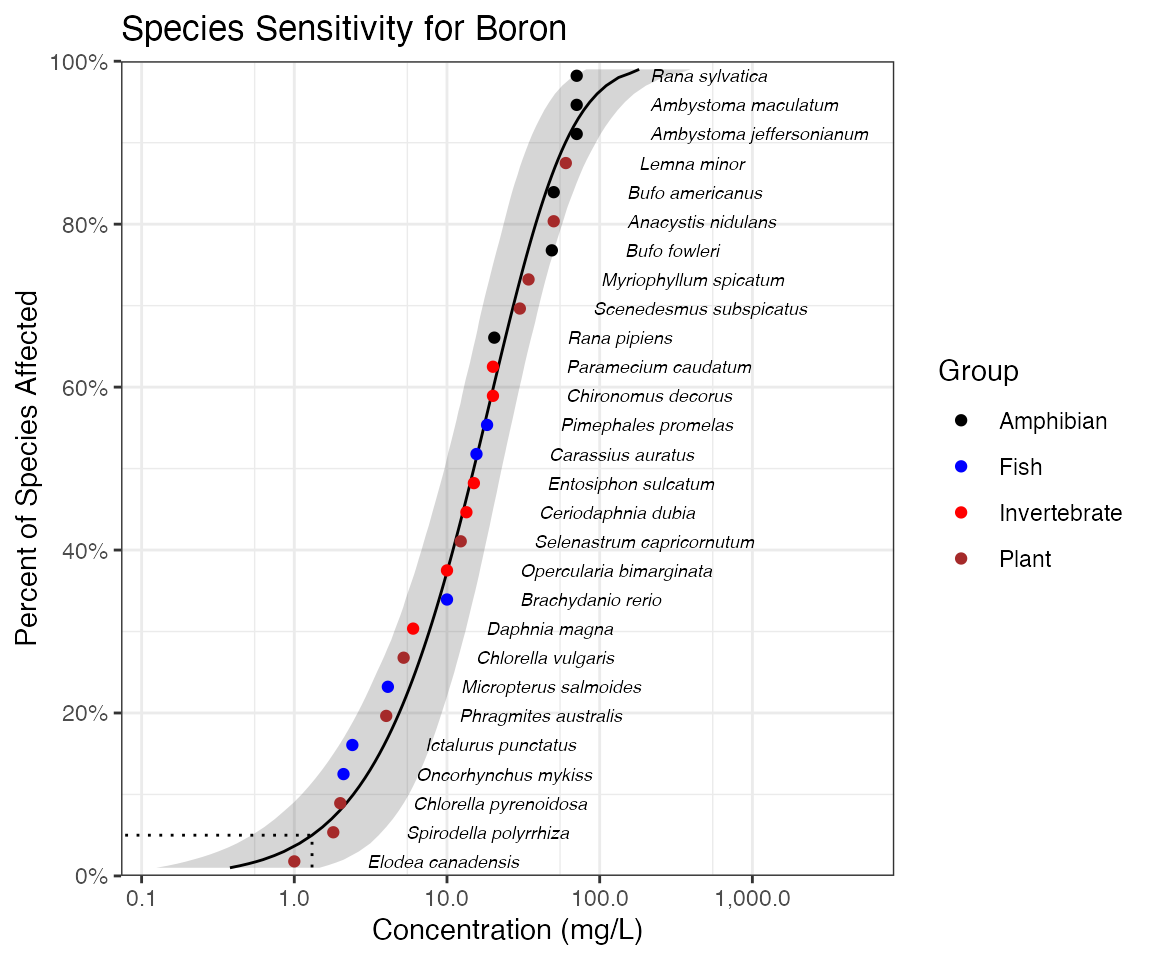 Species Sensitivity for Boron
100%
80%
60%
40%
20%
0%
Percent of Species Affected
Rana sylvatica
Ambystoma maculatum
Ambystoma jeffersonianum
Lemna minor
Bufo americanus
Anacystis nidulans
Bufo fowleri
Myriophyllum spicatum
Scenedesmus subspicatus
Rana pipiens
Paramecium caudatum
Chironomus decorus
Pimephales promelas
Carassius auratus
Entosiphon sulcatum
Ceriodaphnia dubia
Selenastrum capricornutum
Opercularia bimarginata
Brachydanio rerio
Daphnia magna
Chlorella vulgaris
Micropterus salmoides
Phragmites australis
Ictalurus punctatus
Oncorhynchus mykiss
Chlorella pyrenoidosa
Spirodella polyrrhiza
Elodea canadensis
0.1 1.0 10.0 100.0 1,000.0
Concentration (mg/L)
Group
Amphibian
Fish
Invertebrate
Plant